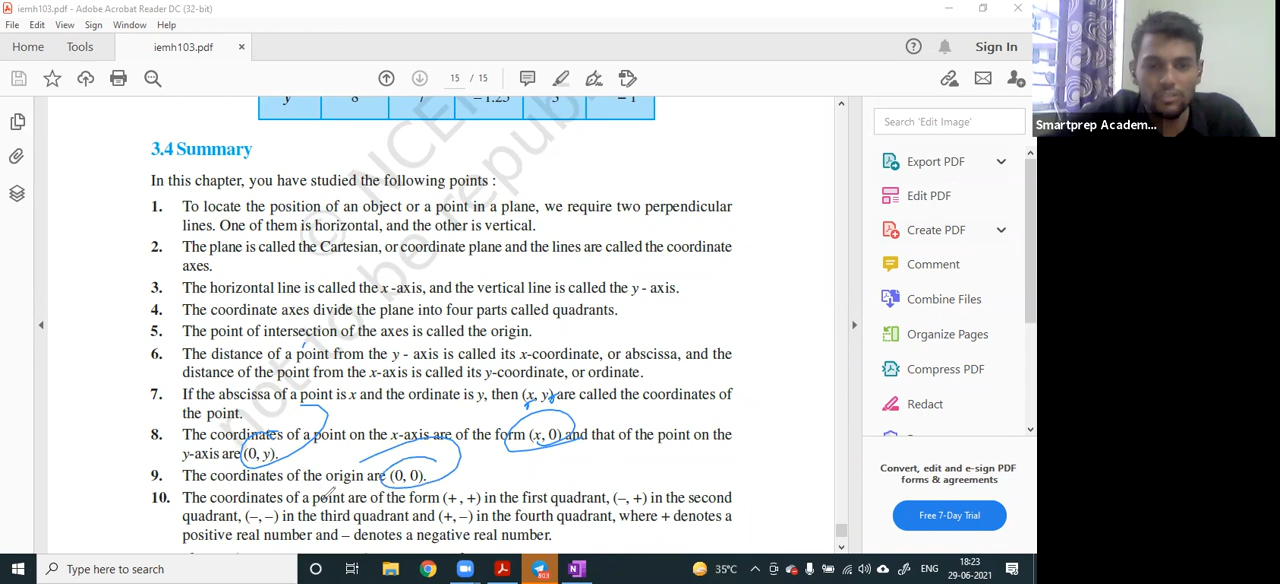 iemh103.pdf - Adobe Acrobat Reader DC (32-bit)
File Edit View Sign Window Help
Home Tools iemh103.pdf × Sign In
15 / 15
Smartprep Academ...
y 8 7 – 1.25 3 – 1
Search 'Edit Image'
3.4 Summary
Export PDF
In this chapter, you have studied the following points :
Edit PDF
1. To locate the position of an object or a point in a plane, we require two perpendicular
lines. One of them is horizontal, and the other is vertical.
Create PDF
2. The plane is called the Cartesian, or coordinate plane and the lines are called the coordinate
axes.
Comment
3. The horizontal line is called the x -axis, and the vertical line is called the y - axis.
Combine Files
4. The coordinate axes divide the plane into four parts called quadrants.
5. The point of intersection of the axes is called the origin.
Organize Pages
6. The distance of a point from the y - axis is called its x-coordinate, or abscissa, and the
distance of the point from the x-axis is called its y-coordinate, or ordinate.
Compress PDF
7. If the abscissa of a point is x and the ordinate is y, then (x, y) are called the coordinates of
the point.
Redact
8. The coordinates of a point on the x-axis are of the form (x, 0) and that of the point on the
y-axis are (0, y).
9. The coordinates of the origin are (0, 0).
Convert, edit and e-sign PDF
forms & agreements
10. The coordinates of a point are of the form (+ , +) in the first quadrant, (–, +) in the second
quadrant, (–, –) in the third quadrant and (+, –) in the fourth quadrant, where + denotes a
positive real number and – denotes a negative real number.
Free 7-Day Trial
© NCER
not to be republ
Type here to search
803
35°C
ENG
18:23
29-06-2021